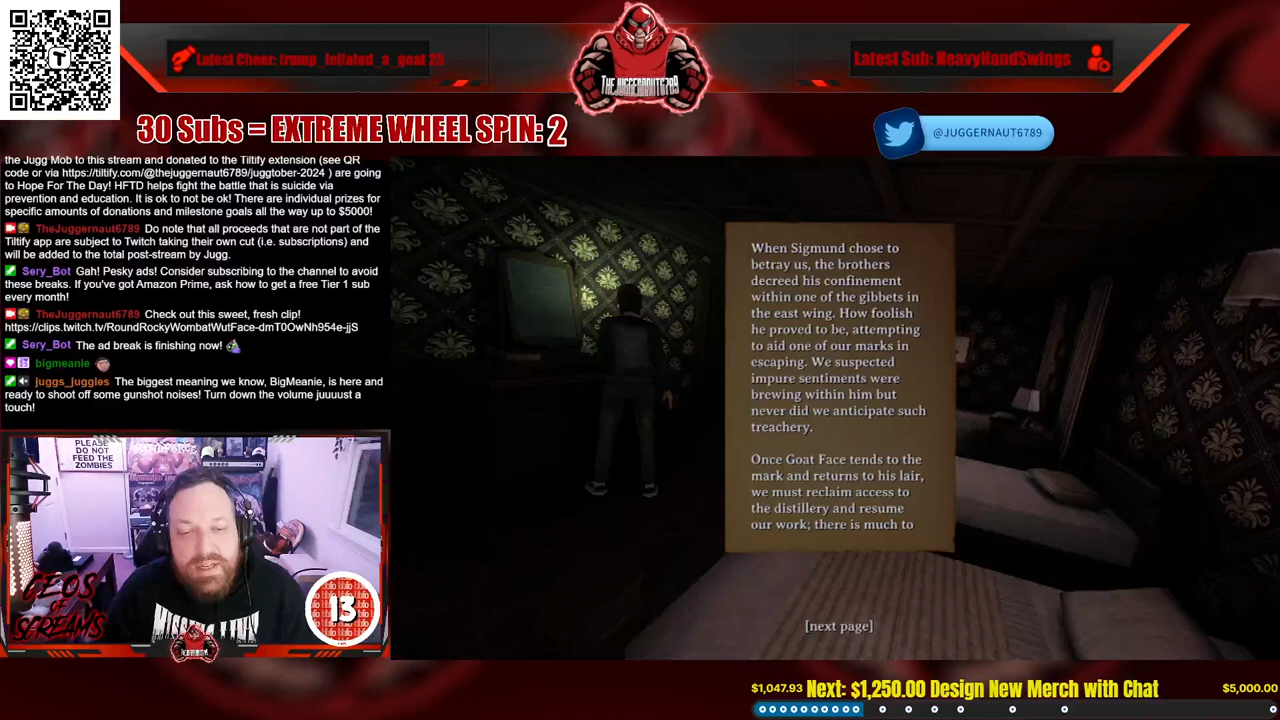 Latest Cheer: trump_fellated_a_goat 25
THEJUGGERNAUT6789
Latest Sub: HeavyHandSwings
30 Subs = EXTREME WHEEL SPIN: 2
@JUGGERNAUT6789
the Jugg Mob to this stream and donated to the Tiltify extension (see QR
code or via https://tiltify.com/@thejuggernaut6789/juggtober-2024 ) are going
to Hope For The Day! HFTD helps fight the battle that is suicide via
prevention and education. It is ok to not be ok! There are individual prizes for
specific amounts of donations and milestone goals all the way up to $5000!
TheJuggernaut6789 Do note that all proceeds that are not part of the
Tiltify app are subject to Twitch taking their own cut (i.e. subscriptions) and
will be added to the total post-stream by Jugg.
Sery_Bot Gah! Pesky ads! Consider subscribing to the channel to avoid
these breaks. If you've got Amazon Prime, ask how to get a free Tier 1 sub
every month!
TheJuggernaut6789 Check out this sweet, fresh clip!
https://clips.twitch.tv/RoundRockyWombatWutFace-dmT0OwNh954e-jjS
Sery_Bot The ad break is finishing now!
bigmeanie
juggs_juggies The biggest meaning we know, BigMeanie, is here and
ready to shoot off some gunshot noises! Turn down the volume juuuust a
touch!
When Sigmund chose to
betray us, the brothers
decreed his confinement
within one of the gibbets in
the east wing. How foolish
he proved to be, attempting
to aid one of our marks in
escaping. We suspected
impure sentiments were
brewing within him but
never did we anticipate such
treachery.
Once Goat Face tends to the
mark and returns to his lair,
we must reclaim access to
the distillery and resume
our work; there is much to
[next page]
PLEASE
DO NOT
FEED THE
ZOMBIES
GEOS
OF
SCREAMS
13
$1,047.93 Next: $1,250.00 Design New Merch with Chat $5,000.00